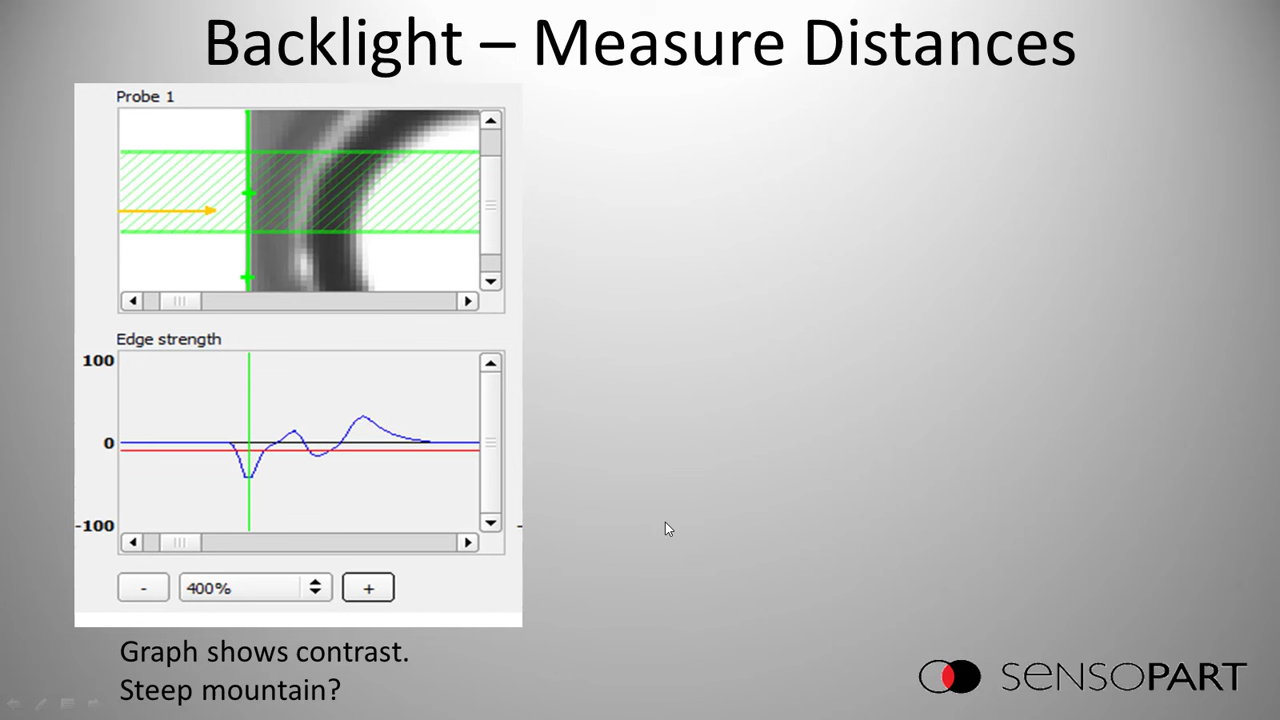 Backlight – Measure Distances
Probe 1
Edge strength
100
0
-100
-
- 400% +
Graph shows contrast.
Steep mountain?
SENSOPART